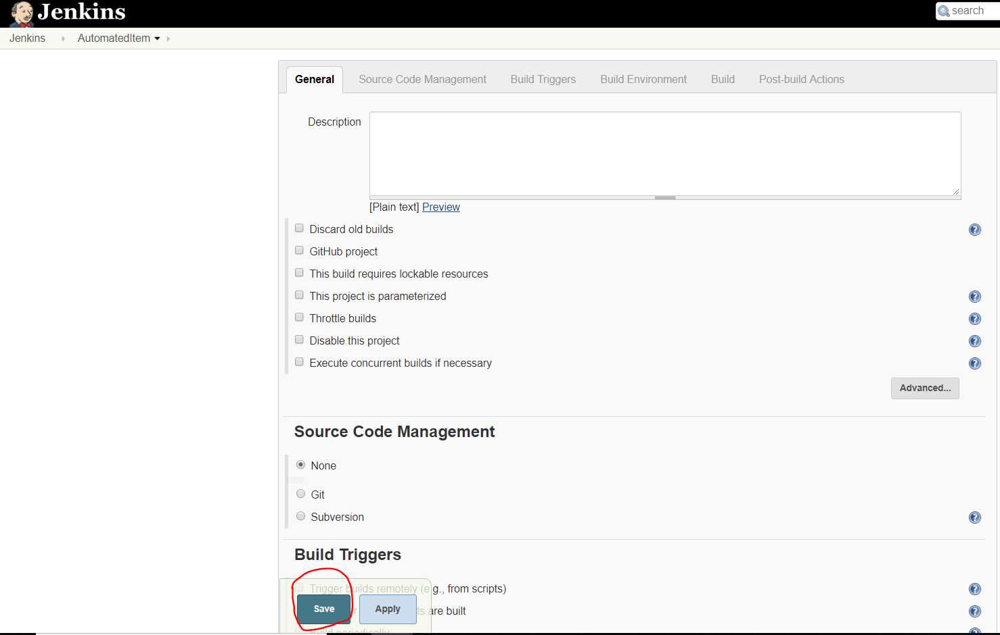 Jenkins
search
Jenkins AutomatedItem
General Source Code Management Build Triggers Build Environment Build Post-build Actions
Description
[Plain text] Preview
Discard old builds
GitHub project
This build requires lockable resources
This project is parameterized
Throttle builds
Disable this project
Execute concurrent builds if necessary
Advanced...
Source Code Management
None
Git
Subversion
Build Triggers
Trigger builds remotely (e.g., from scripts)
are built
Save Apply
Build periodically